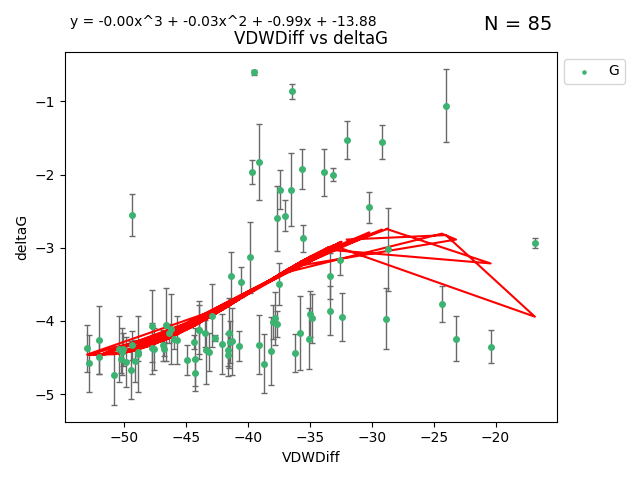 y = -0.00x^3 + -0.03x^2 + -0.99x + -13.88
N = 85
VDWDiff vs deltaG
G
−1
−2
−3
−4
−5
deltaG
−50 −45 −40 −35 −30 −25 −20
VDWDiff